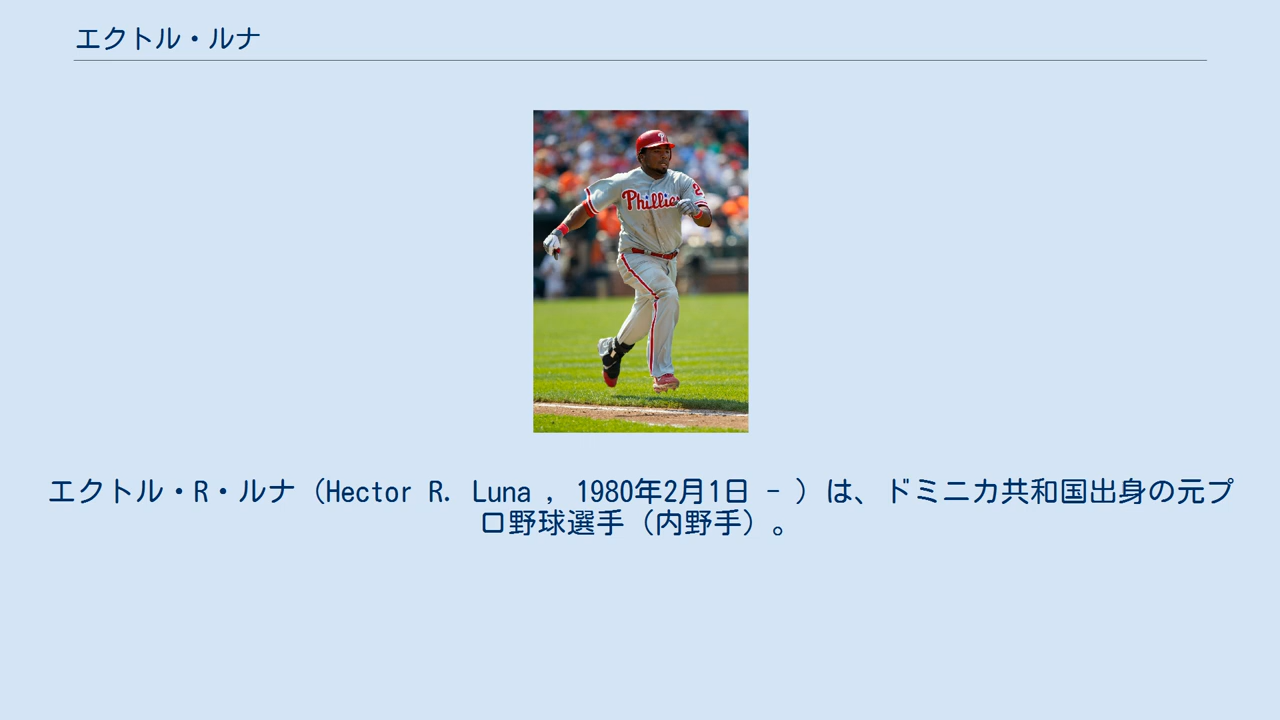 エクトル・ルナ
Phillies
2
エクトル・R・ルナ（Hector R. Luna , 1980年2月1日 - ）は、ドミニカ共和国出身の元プ
ロ野球選手（内野手）。